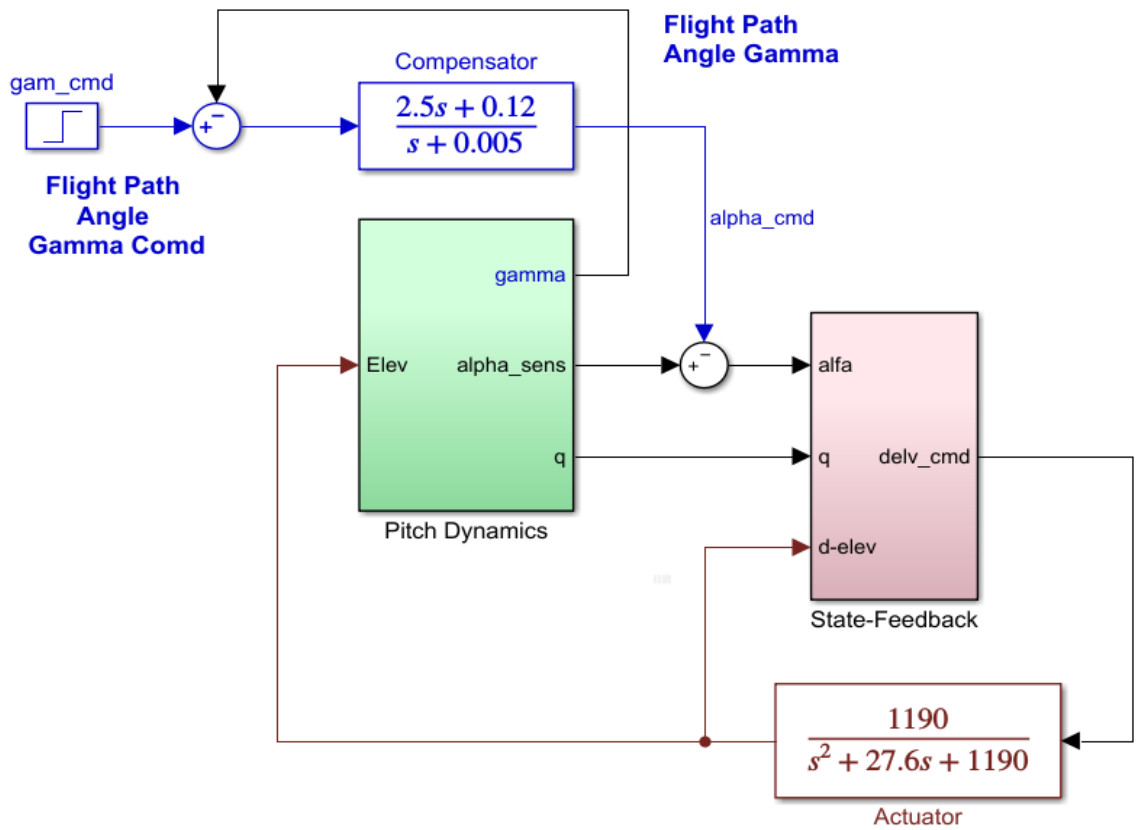 Flight Path
Angle Gamma
gam_cmd
Compensator
2.5s + 0.12
s + 0.005
+
−
Flight Path
Angle
Gamma Comd
alpha_cmd
gamma
Elev
alpha_sens
q
Pitch Dynamics
+
−
alfa
q
delv_cmd
d-elev
State-Feedback
1190
s² + 27.6s + 1190
Actuator